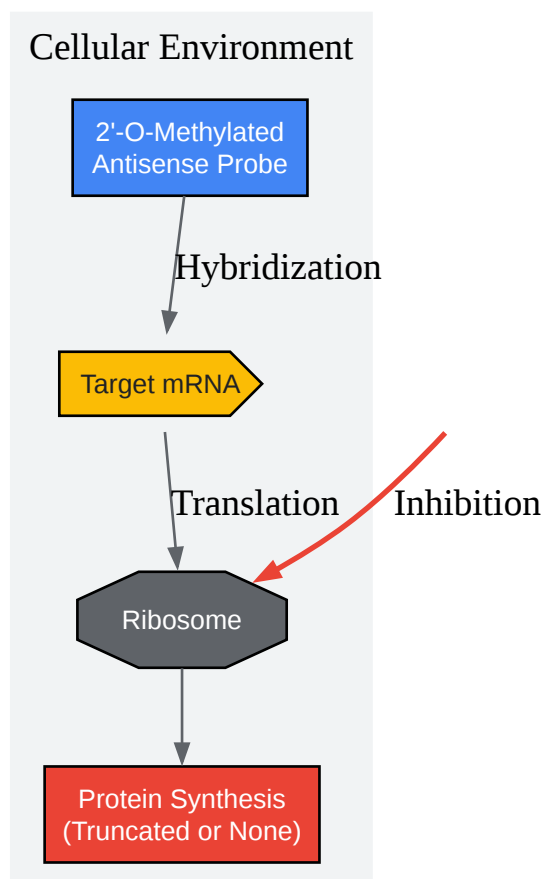 Cellular Environment
2'-O-Methylated
Antisense Probe
Hybridization
Target mRNA
Translation
Inhibition
Ribosome
Protein Synthesis
(Truncated or None)